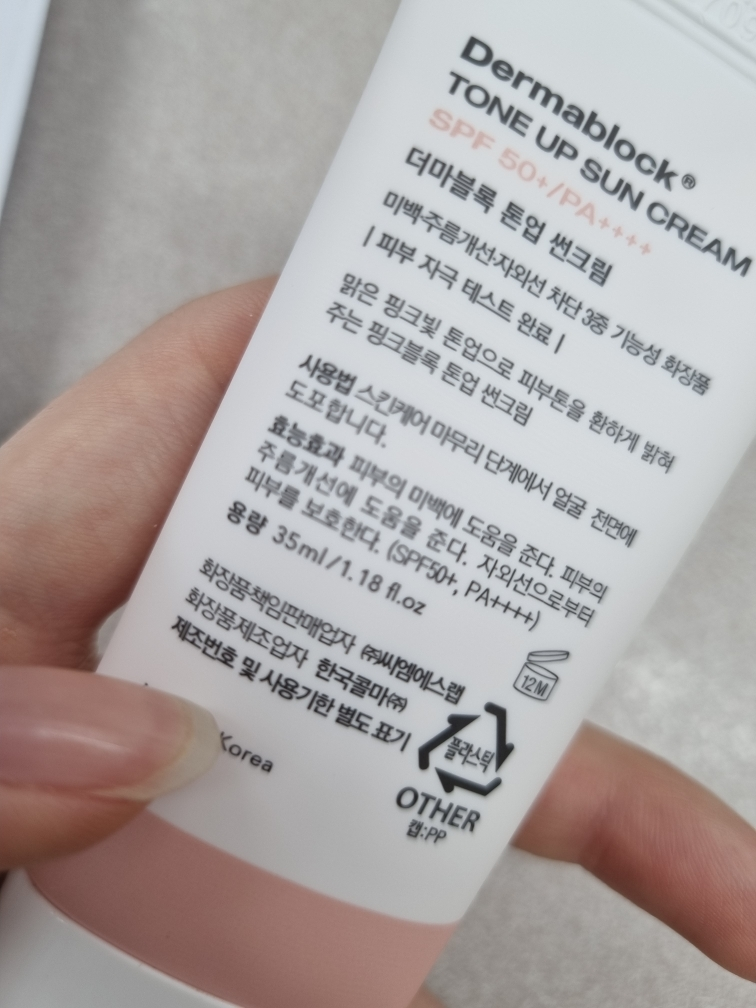 Dermablock®
TONE UP SUN CREAM
SPF 50+/PA++++
더마블록 톤업 썬크림
미백·주름개선·자외선 차단 3중 기능성 화장품
| 피부 자극 테스트 완료 |
맑은 핑크빛 톤업으로 피부톤을 환하게 밝혀
주는 핑크블록 톤업 썬크림
사용법 스킨케어 마무리 단계에서 얼굴 전면에
도포합니다.
효능효과 피부의 미백에 도움을 준다. 피부의
주름개선에 도움을 준다. 자외선으로부터
피부를 보호한다. (SPF50+, PA++++)
용량 35ml/1.18 fl.oz
화장품책임판매업자 ㈜씨엠에스랩
화장품제조업자 한국콜마㈜
제조번호 및 사용기한 별도 표기
Korea
12M
플라스틱
OTHER
캡:PP